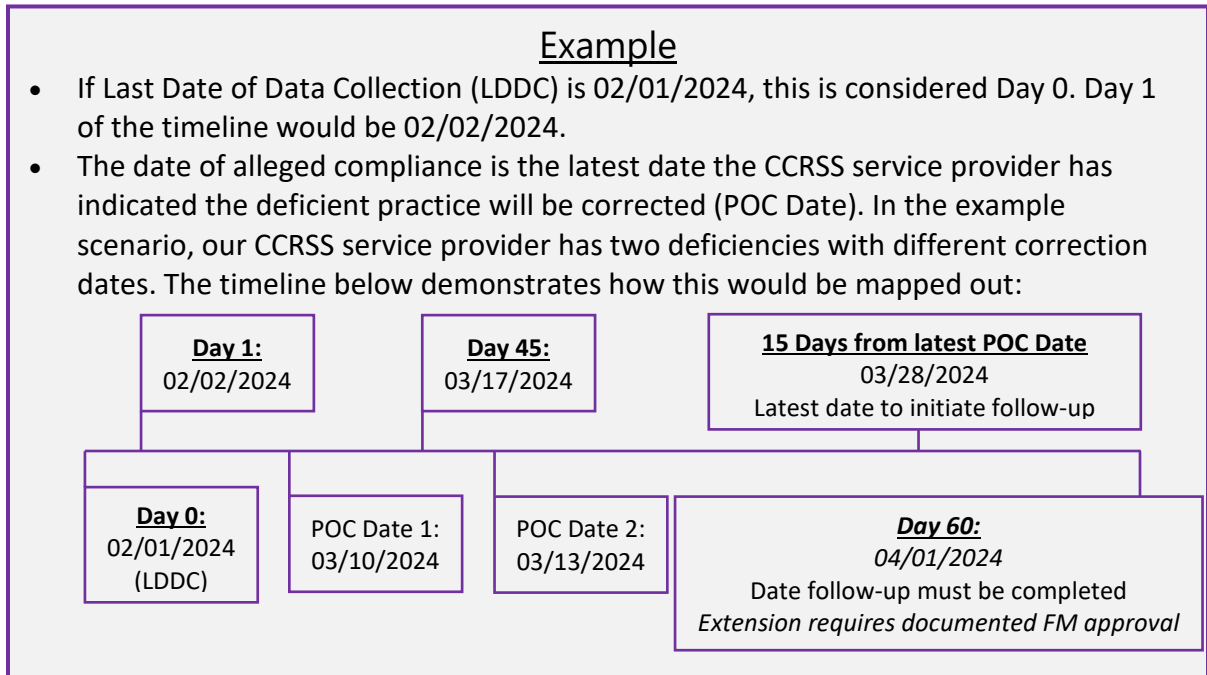 Example
• If Last Date of Data Collection (LDDC) is 02/01/2024, this is considered Day 0. Day 1
of the timeline would be 02/02/2024.
• The date of alleged compliance is the latest date the CCRSS service provider has
indicated the deficient practice will be corrected (POC Date). In the example
scenario, our CCRSS service provider has two deficiencies with different correction
dates. The timeline below demonstrates how this would be mapped out:
Day 1:
02/02/2024
Day 45:
03/17/2024
15 Days from latest POC Date
03/28/2024
Latest date to initiate follow-up
Day 0:
02/01/2024
(LDDC)
POC Date 1:
03/10/2024
POC Date 2:
03/13/2024
Day 60:
04/01/2024
Date follow-up must be completed
Extension requires documented FM approval